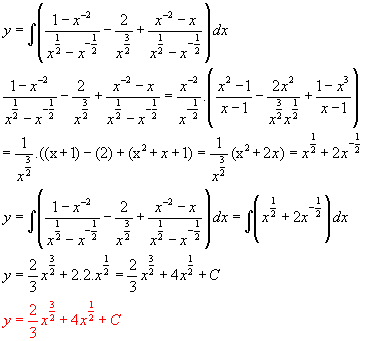 y = ∫((1−x^−2)/(x^(1/2)−x^(−1/2)) − 2/x^(3/2) + (x^−2−x)/(x^(1/2)−x^(−1/2)))dx
(1−x^−2)/(x^(1/2)−x^(−1/2)) − 2/x^(3/2) + (x^−2−x)/(x^(1/2)−x^(−1/2)) = x^−2/x^(−1/2) . ((x^2−1)/(x−1) − 2x^2/(x^(3/2)x^(1/2)) + (1−x^3)/(x−1))
= 1/x^(3/2) .((x+1) − (2) + (x^2+x+1) = 1/x^(3/2) (x^2+2x) = x^(1/2)+2x^(−1/2)
y = ∫((1−x^−2)/(x^(1/2)−x^(−1/2)) − 2/x^(3/2) + (x^−2−x)/(x^(1/2)−x^(−1/2)))dx = ∫(x^(1/2)+2x^(−1/2))dx
y = 2/3 x^(3/2)+2.2.x^(1/2) = 2/3 x^(3/2)+4x^(1/2)+C
y = 2/3 x^(3/2)+4x^(1/2)+C